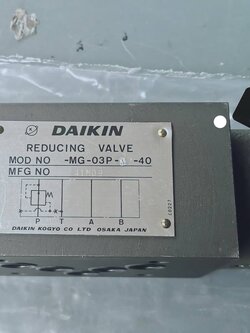 DAIKIN
REDUCING VALVE
MOD NO -MG-03P- -40
MFG NO
P T A B
DAIKIN KOGYO CO LTD OSAKA JAPAN